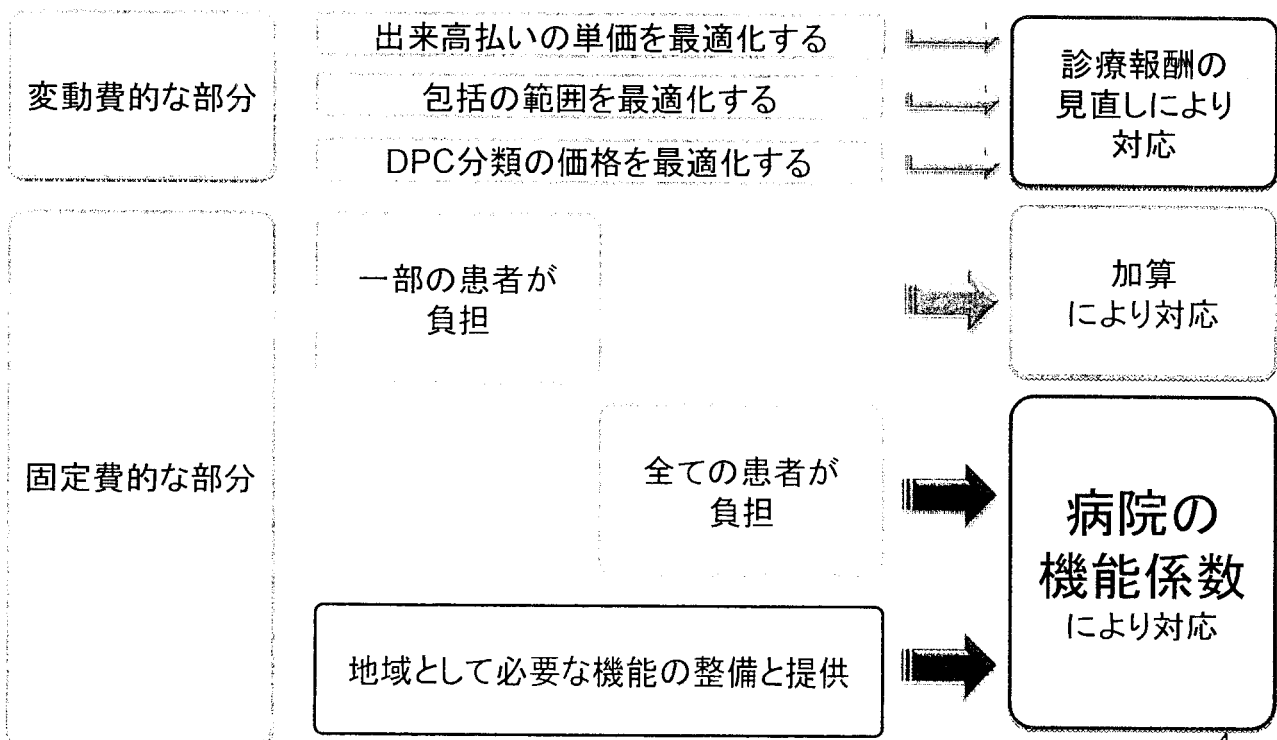 変動費的な部分
出来高払いの単価を最適化する
包括の範囲を最適化する
DPC分類の価格を最適化する
診療報酬の
見直しにより
対応
固定費的な部分
一部の患者が
負担
加算
により対応
全ての患者が
負担
地域として必要な機能の整備と提供
病院の
機能係数
により対応